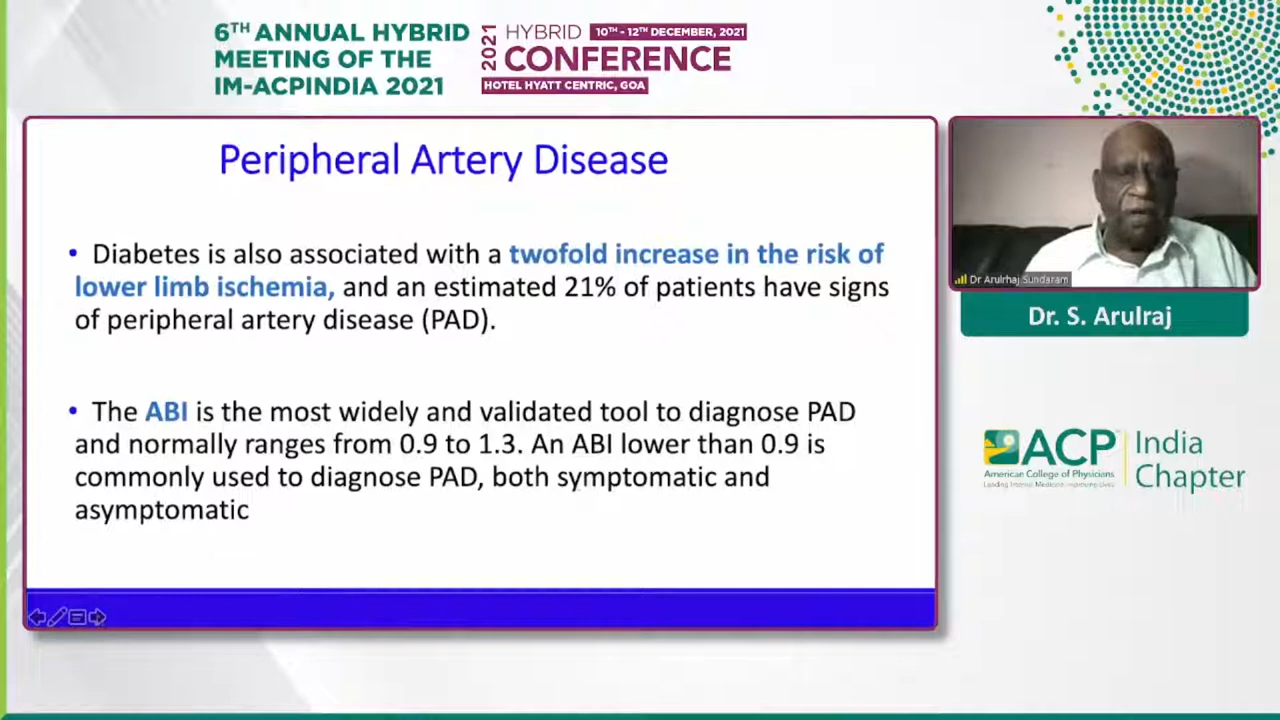 6TH ANNUAL HYBRID
MEETING OF THE
IM-ACPINDIA 2021
2021
HYBRID 10TH - 12TH DECEMBER, 2021
CONFERENCE
HOTEL HYATT CENTRIC, GOA
Peripheral Artery Disease
• Diabetes is also associated with a twofold increase in the risk of
lower limb ischemia, and an estimated 21% of patients have signs
of peripheral artery disease (PAD).
• The ABI is the most widely and validated tool to diagnose PAD
and normally ranges from 0.9 to 1.3. An ABI lower than 0.9 is
commonly used to diagnose PAD, both symptomatic and
asymptomatic
Dr Arulrhaj Sundaram
Dr. S. Arulraj
ACP
American College of Physicians
Leading Internal Medicine, Improving Lives
India
Chapter